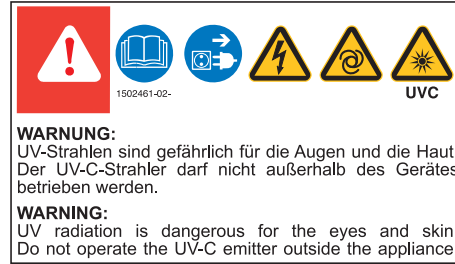 1502461-02-
UVC
WARNUNG:
UV-Strahlen sind gefährlich für die Augen und die Haut
Der UV-C-Strahler darf nicht außerhalb des Gerätes
betrieben werden.
WARNING:
UV radiation is dangerous for the eyes and skin
Do not operate the UV-C emitter outside the appliance